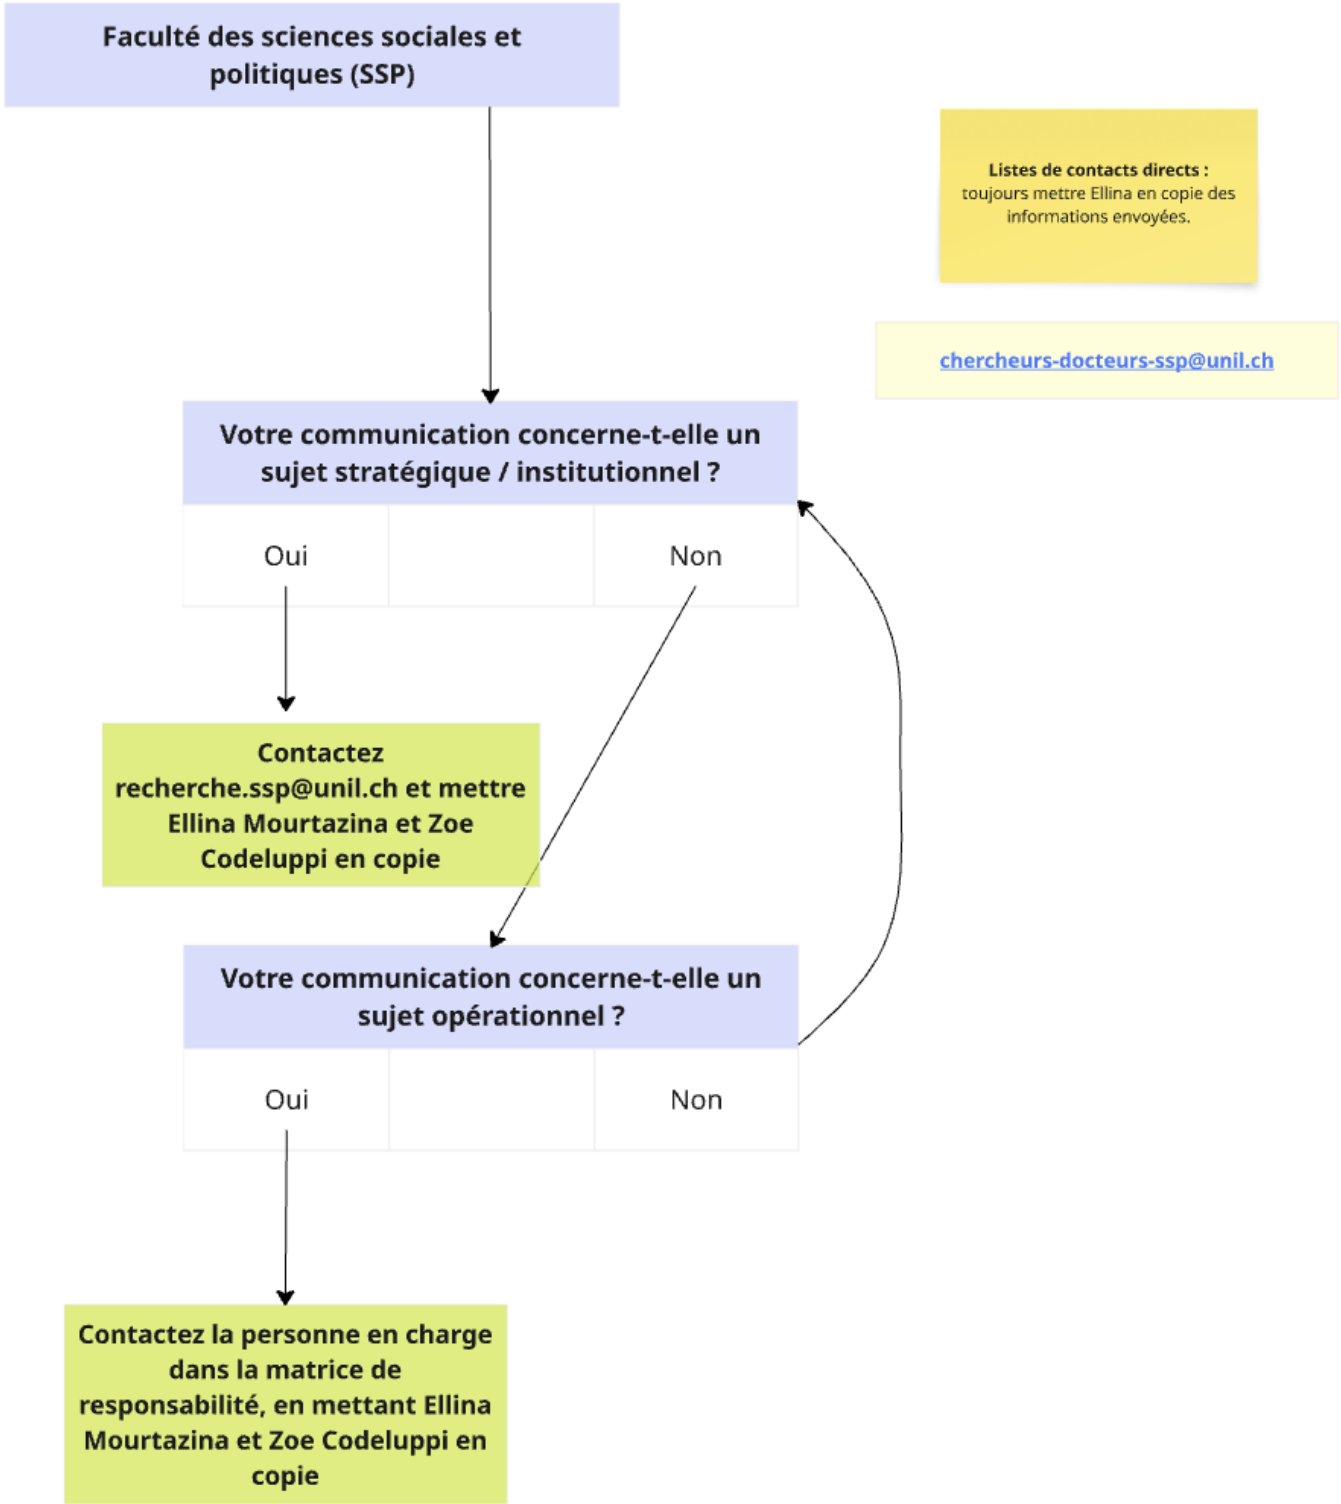 Faculté des sciences sociales et
politiques (SSP)
Listes de contacts directs :
toujours mettre Ellina en copie des
informations envoyées.
chercheurs-docteurs-ssp@unil.ch
Votre communication concerne-t-elle un
sujet stratégique / institutionnel ?
Oui
Non
Contactez
recherche.ssp@unil.ch et mettre
Ellina Mourtazina et Zoe
Codeluppi en copie
Votre communication concerne-t-elle un
sujet opérationnel ?
Oui
Non
Contactez la personne en charge
dans la matrice de
responsabilité, en mettant Ellina
Mourtazina et Zoe Codeluppi en
copie